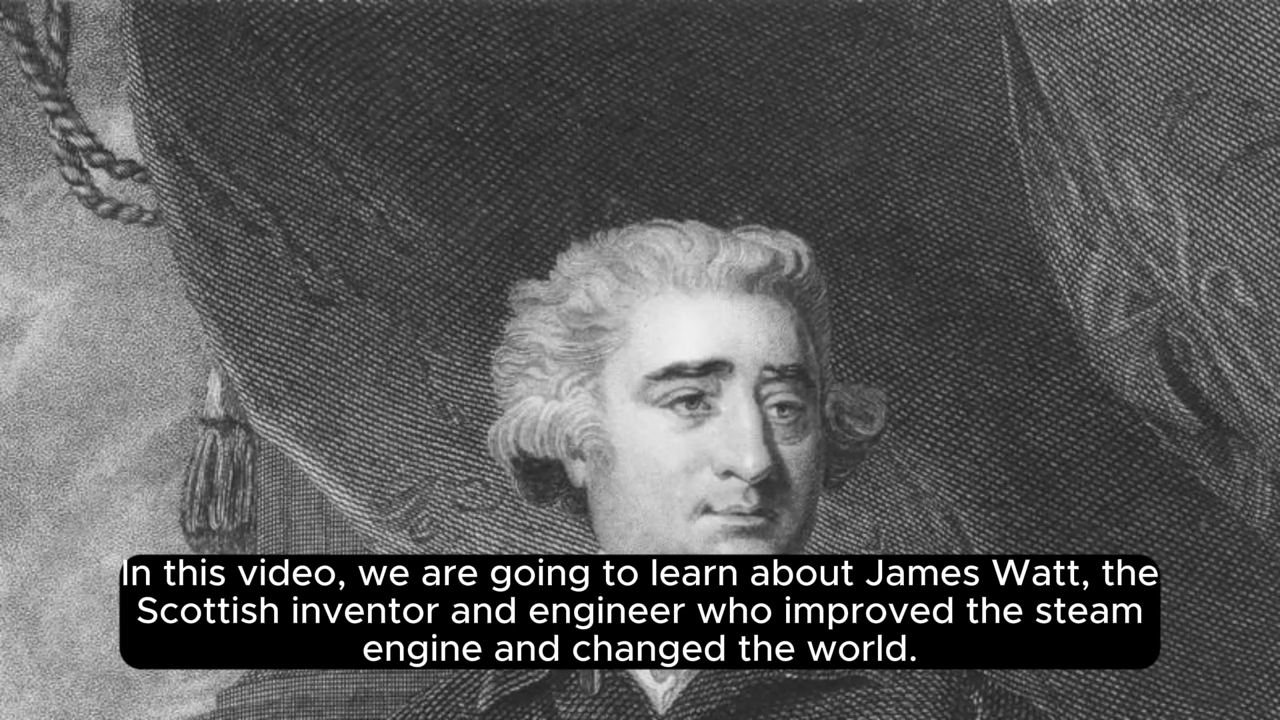 In this video, we are going to learn about James Watt, the
Scottish inventor and engineer who improved the steam
engine and changed the world.